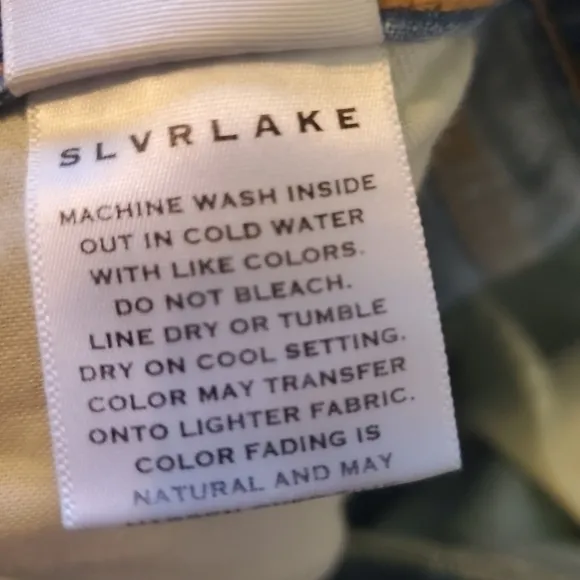 SLVRLAKE
MACHINE WASH INSIDE
OUT IN COLD WATER
WITH LIKE COLORS.
DO NOT BLEACH.
LINE DRY OR TUMBLE
DRY ON COOL SETTING.
COLOR MAY TRANSFER
ONTO LIGHTER FABRIC.
COLOR FADING IS
NATURAL AND MAY